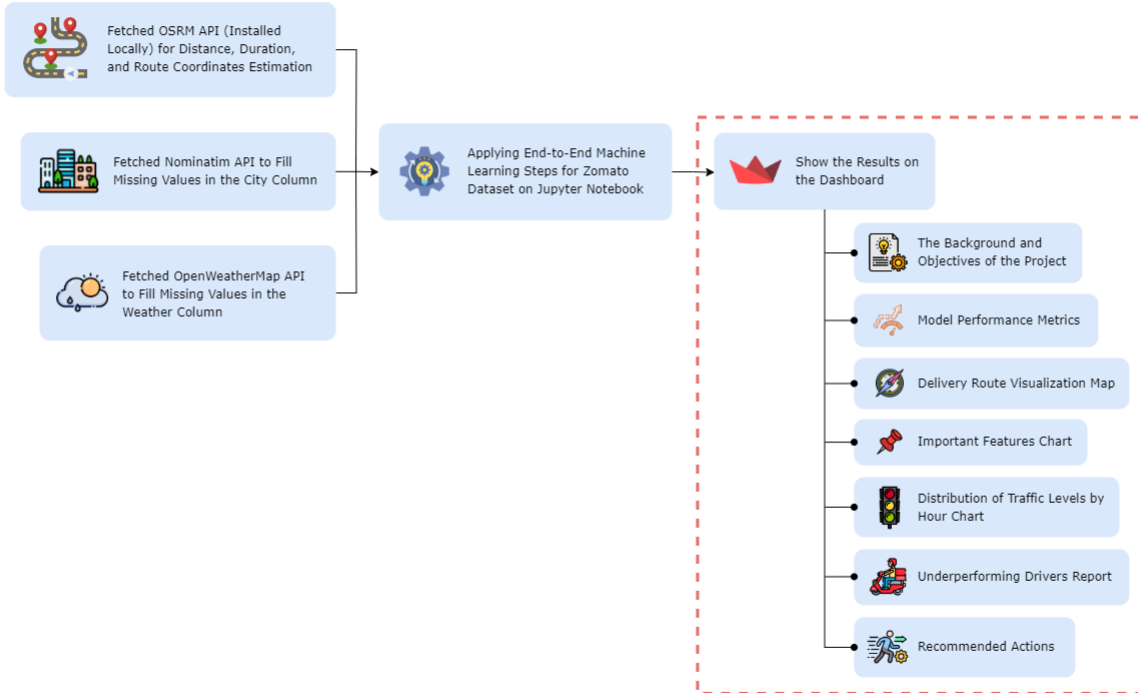 Fetched OSRM API (Installed
Locally) for Distance, Duration,
and Route Coordinates Estimation
Fetched Nominatim API to Fill
Missing Values in the City Column
Fetched OpenWeatherMap API
to Fill Missing Values in the
Weather Column
Applying End-to-End Machine
Learning Steps for Zomato
Dataset on Jupyter Notebook
Show the Results on
the Dashboard
The Background and
Objectives of the Project
Model Performance Metrics
Delivery Route Visualization Map
Important Features Chart
Distribution of Traffic Levels by
Hour Chart
Underperforming Drivers Report
Recommended Actions